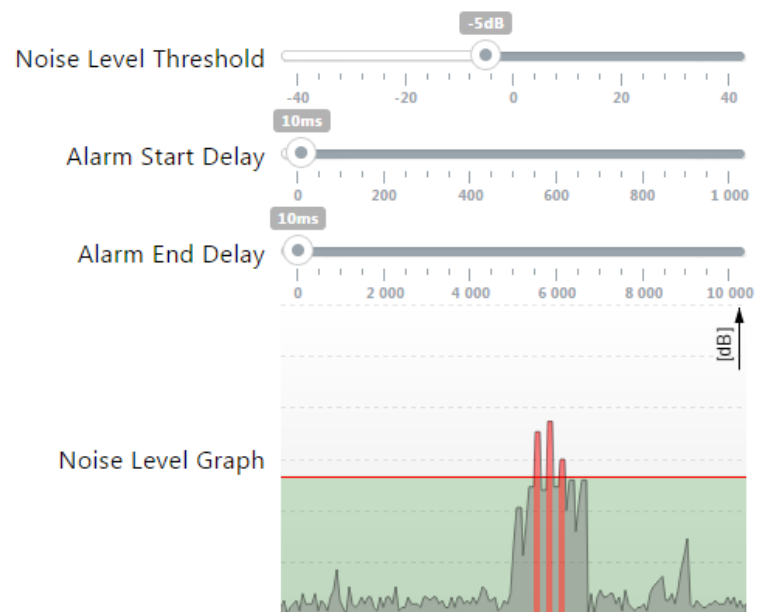 -5dB
Noise Level Threshold
-40 -20 0 20 40
10ms
Alarm Start Delay
0 200 400 600 800 1 000
10ms
Alarm End Delay
0 2 000 4 000 6 000 8 000 10 000
[dB]
Noise Level Graph